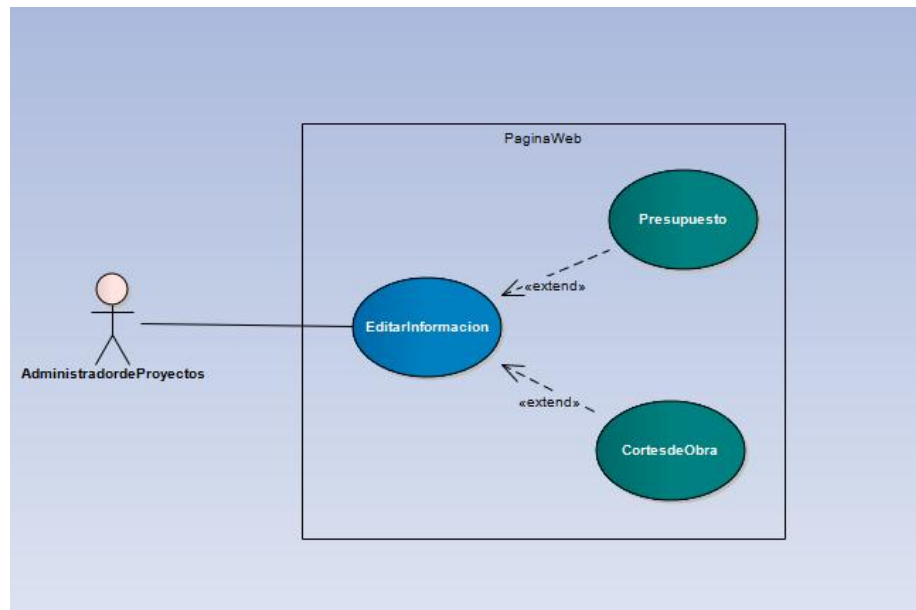 PaginaWeb
Presupuesto
«extend»
EditarInformacion
AdministradordeProyectos
«extend»
CortesdeObra